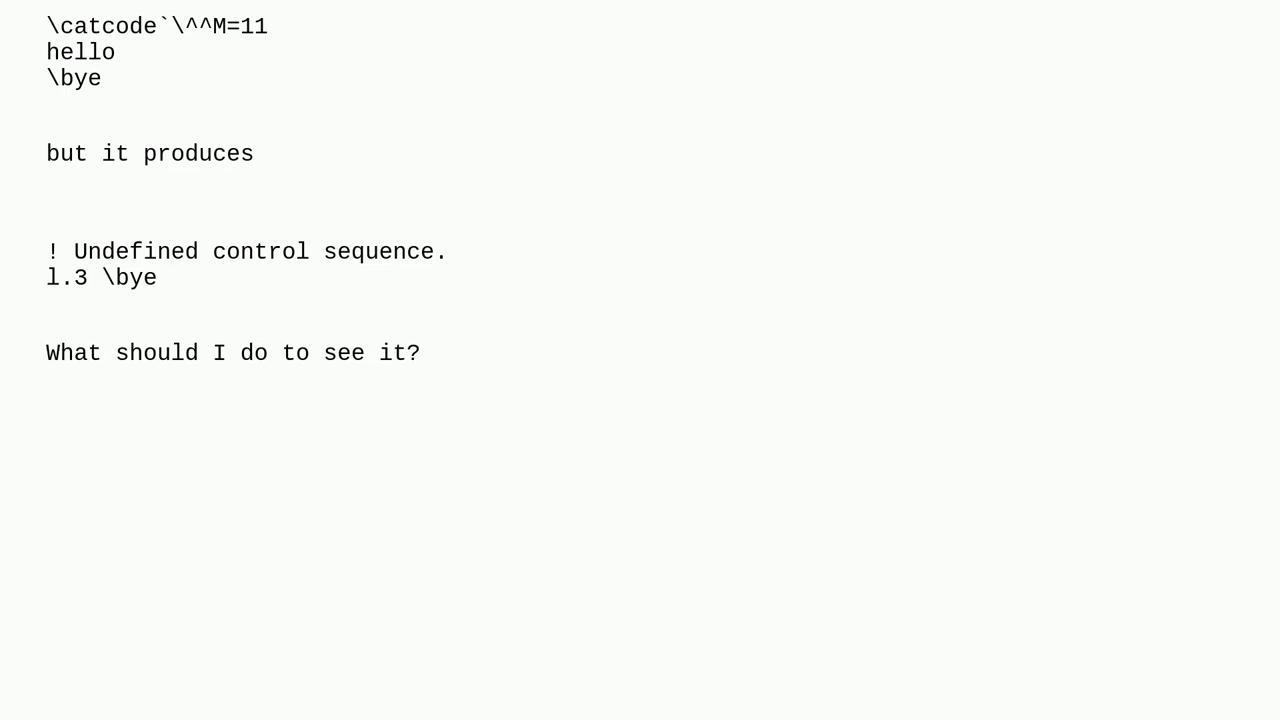 \catcode`\^^M=11
hello
\bye
but it produces
! Undefined control sequence.
l.3 \bye
What should I do to see it?